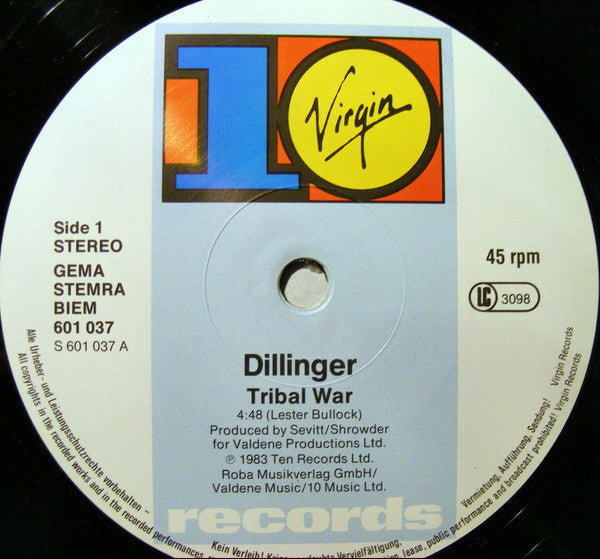 10
Virgin
Side 1
STEREO
GEMA
STEMRA
BIEM
601 037
S 601 037 A
45 rpm
LC 3098
Dillinger
Tribal War
4:48 (Lester Bullock)
Produced by Sevitt/Shrowder
for Valdene Productions Ltd.
℗ 1983 Ten Records Ltd.
Roba Musikverlag GmbH/
Valdene Music/10 Music Ltd.
records
Alle Urheber- und Leistungsschutzrechte vorbehalten – Kein Verleih! Keine unerlaubte Vervielfältigung, Vermietung, Aufführung, Sendung! Virgin Records
All copyrights in the recorded works and in the recorded performances lease, public performance and broadcast prohibited! Virgin Records